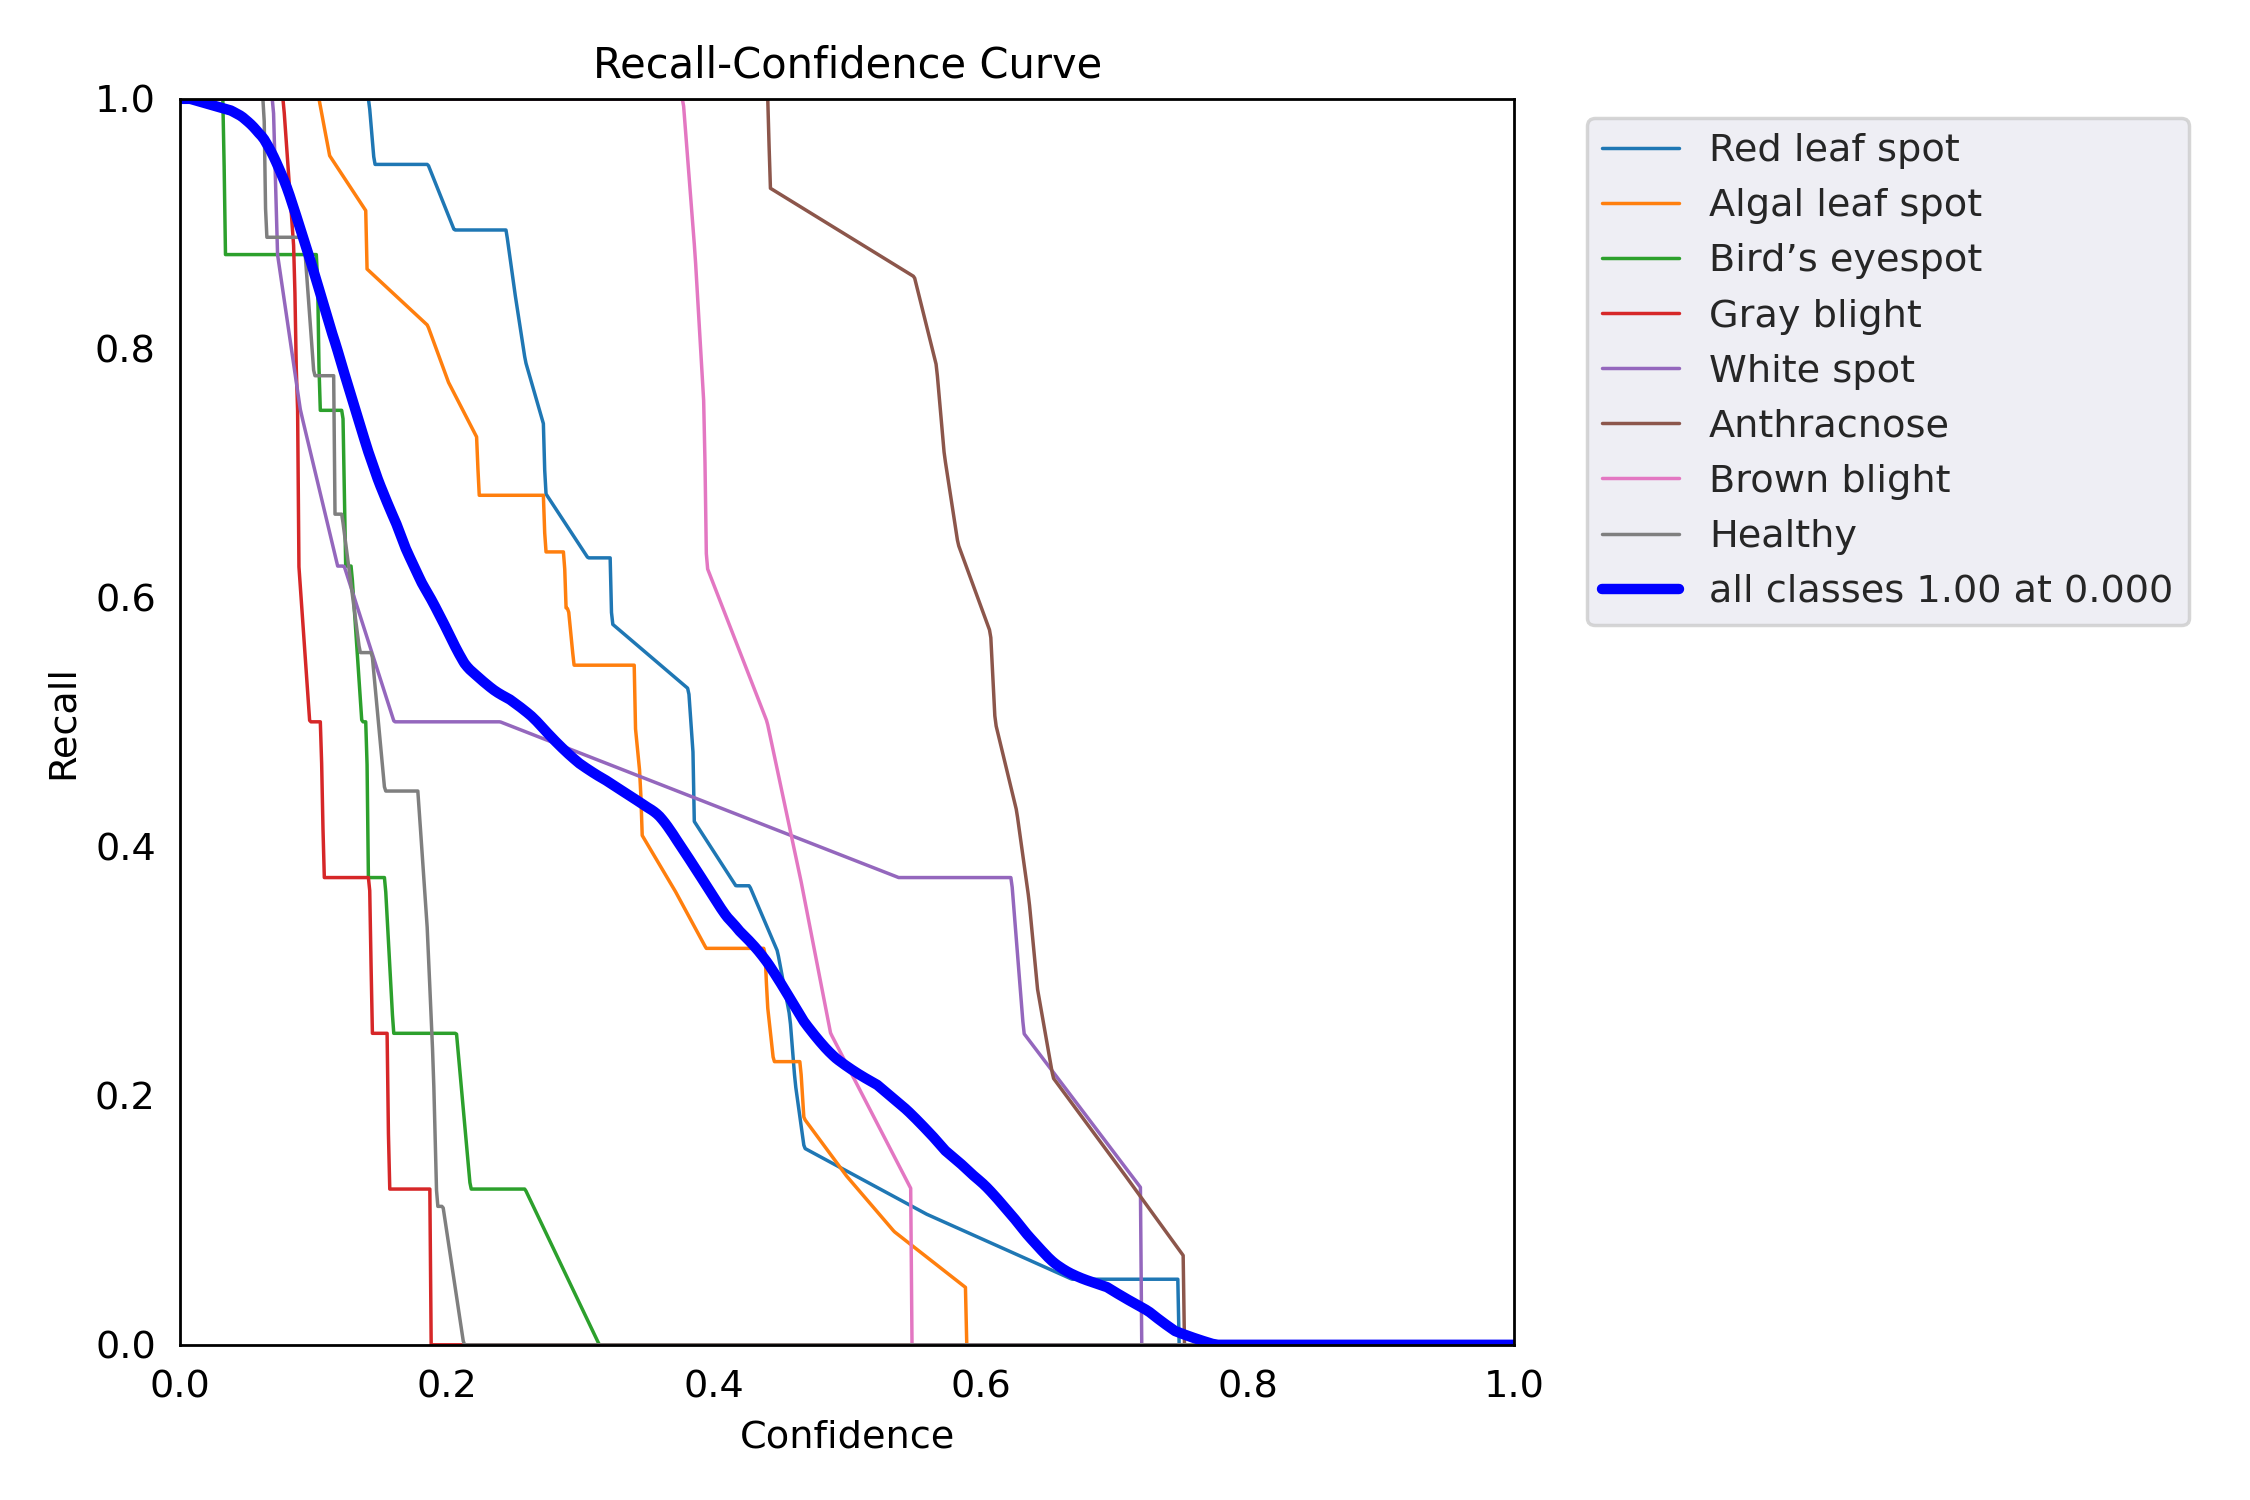 Recall-Confidence Curve
1.0
0.8
0.6
0.4
0.2
0.0
Recall
0.0 0.2 0.4 0.6 0.8 1.0
Confidence
Red leaf spot
Algal leaf spot
Bird’s eyespot
Gray blight
White spot
Anthracnose
Brown blight
Healthy
all classes 1.00 at 0.000